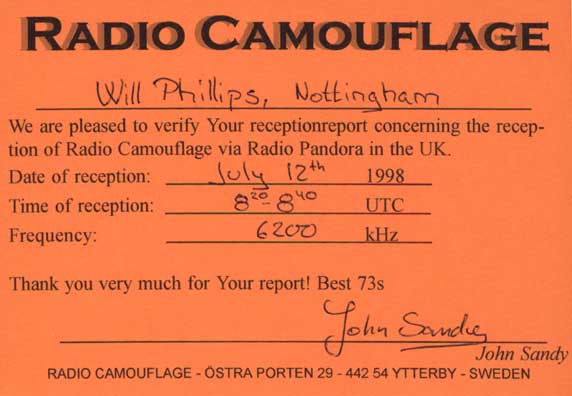 RADIO CAMOUFLAGE
Will Phillips, Nottingham
We are pleased to verify Your receptionreport concerning the recep-
tion of Radio Camouflage via Radio Pandora in the UK.
Date of reception: July 12th 1998
Time of reception: 8²⁰- 8⁴⁰ UTC
Frequency: 6200 kHz
Thank you very much for Your report! Best 73s
John Sandy
John Sandy
RADIO CAMOUFLAGE - ÖSTRA PORTEN 29 - 442 54 YTTERBY - SWEDEN